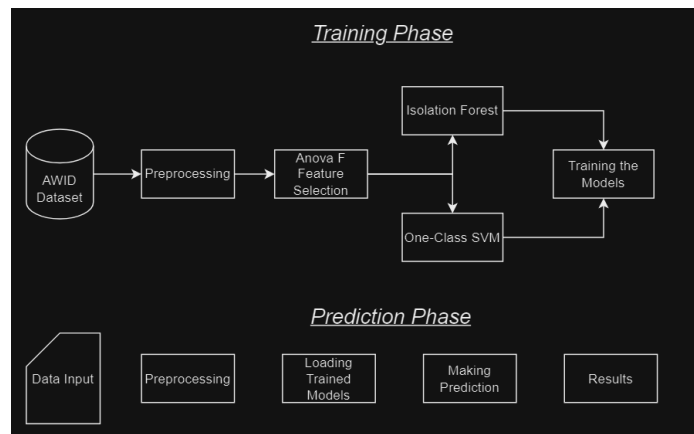 Training Phase
Isolation Forest
AWID
Dataset
Preprocessing
Anova F
Feature
Selection
Training the
Models
One-Class SVM
Prediction Phase
Data Input
Preprocessing
Loading
Trained
Models
Making
Prediction
Results